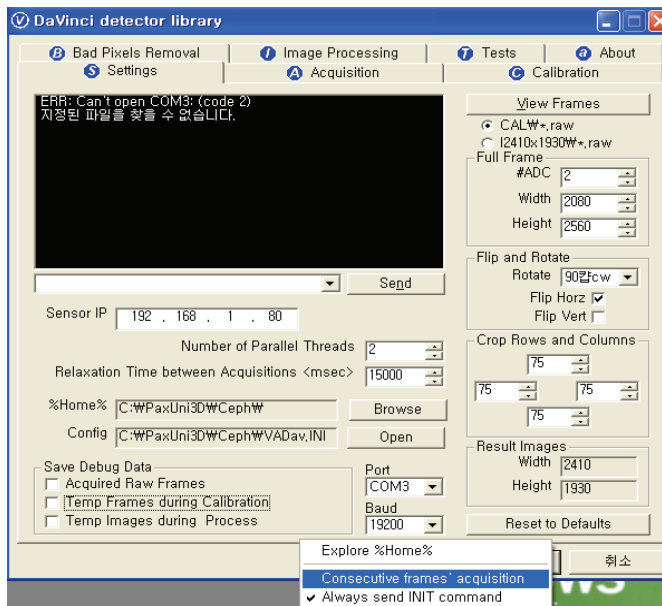 DaVinci detector library
Bad Pixels Removal
Image Processing
Tests
About
Settings
Acquisition
Calibration
ERR: Can't open COM3: (code 2)
지정된 파일을 찾을 수 없습니다.
View Frames
CAL₩*.raw
I2410x1930₩*.raw
Full Frame
#ADC 2
Width 2080
Height 2560
Send
Flip and Rotate
Rotate 90캹cw
Flip Horz
Flip Vert
Sensor IP 192 . 168 . 1 . 80
Number of Parallel Threads 2
Relaxation Time between Acquisitions <msec> 15000
Crop Rows and Columns
75
75 75
75
%Home% C:₩PaxUni3D₩Ceph₩ Browse
Config C:₩PaxUni3D₩Ceph₩VADav.INI Open
Result Images
Width 2410
Height 1930
Save Debug Data
Acquired Raw Frames
Temp Frames during Calibration
Temp Images during Process
Port
COM3
Baud
19200
Reset to Defaults
Explore %Home%
Consecutive frames' acquisition
Always send INIT command
취소